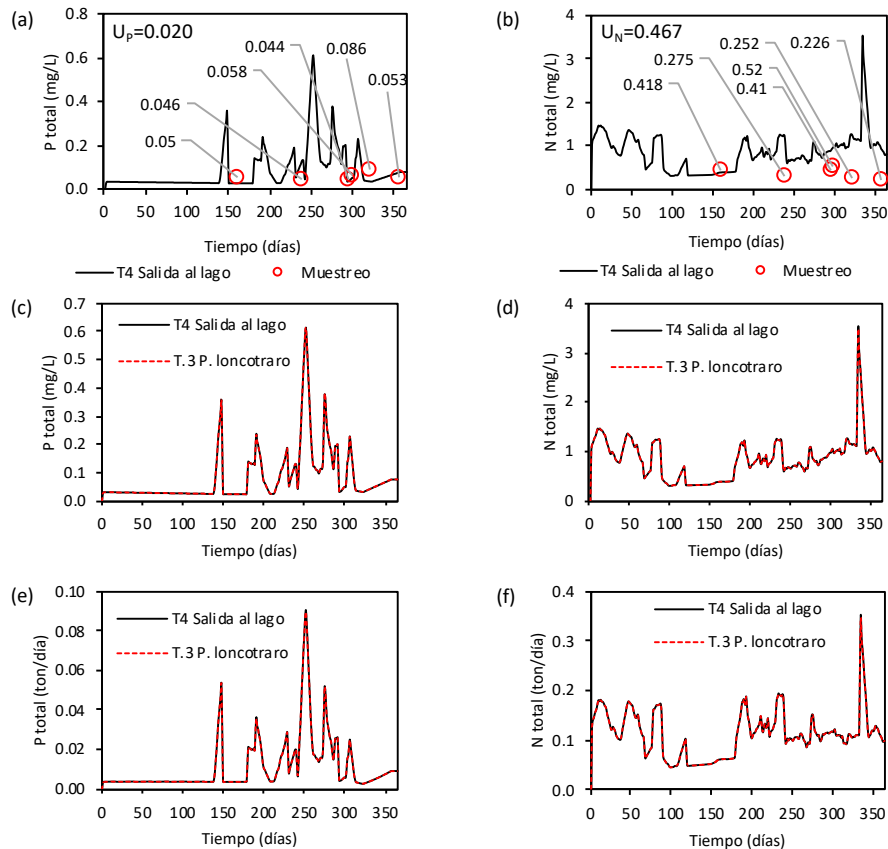 (a)
U_P=0.020
0.044
0.086
0.058
0.053
0.046
0.05
P total (mg/L)
0.8
0.6
0.4
0.2
0.0
0 50 100 150 200 250 300 350
Tiempo (días)
T4 Salida al lago Muestreo
(b)
U_N=0.467
0.252
0.226
0.275
0.52
0.418
0.41
N total (mg/L)
4
3
2
1
0
0 50 100 150 200 250 300 350
Tiempo (días)
T4 Salida al lago Muestreo
(c)
T4 Salida al lago
T.3 P. loncotraro
P total (mg/L)
0.7
0.6
0.5
0.4
0.3
0.2
0.1
0.0
0 50 100 150 200 250 300 350
Tiempo (días)
(d)
T4 Salida al lago
T.3 P. loncotraro
N total (mg/L)
4
3
2
1
0
0 50 100 150 200 250 300 350
Tiempo (días)
(e)
T4 Salida al lago
T.3 P. loncotraro
P total (ton/día)
0.10
0.08
0.06
0.04
0.02
0.00
0 50 100 150 200 250 300 350
Tiempo (días)
(f)
T4 Salida al lago
T.3 P. loncotraro
N total (ton/día)
0.4
0.3
0.2
0.1
0.0
0 50 100 150 200 250 300 350
Tiempo (días)